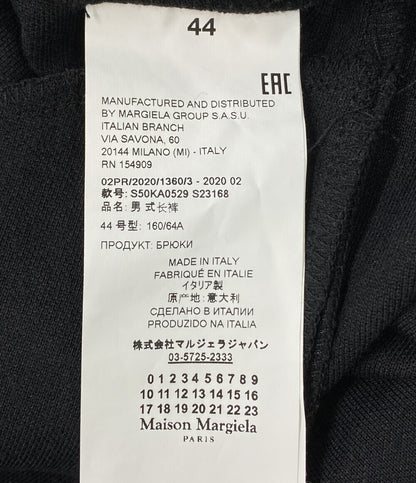 44
EAC
MANUFACTURED AND DISTRIBUTED
BY MARGIELA GROUP S.A.S.U.
ITALIAN BRANCH
VIA SAVONA, 60
20144 MILANO (MI) - ITALY
RN 154909
02PR/2020/1360/3 - 2020 02
款号: S50KA0529 S23168
品名: 男 式 长裤
44 号型: 160/64A
ПРОДУКТ: БРЮКИ
MADE IN ITALY
FABRIQUÉ EN ITALIE
イタリア製
原产地: 意大利
СДЕЛАНО В ИТАЛИИ
PRODUZIDO NA ITALIA
株式会社マルジェラジャパン
03-5725-2333
0 1 2 3 4 5 6 7 8 9
10 11 12 13 14 15 16
17 18 19 20 21 22 23
Maison Margiela
PARIS